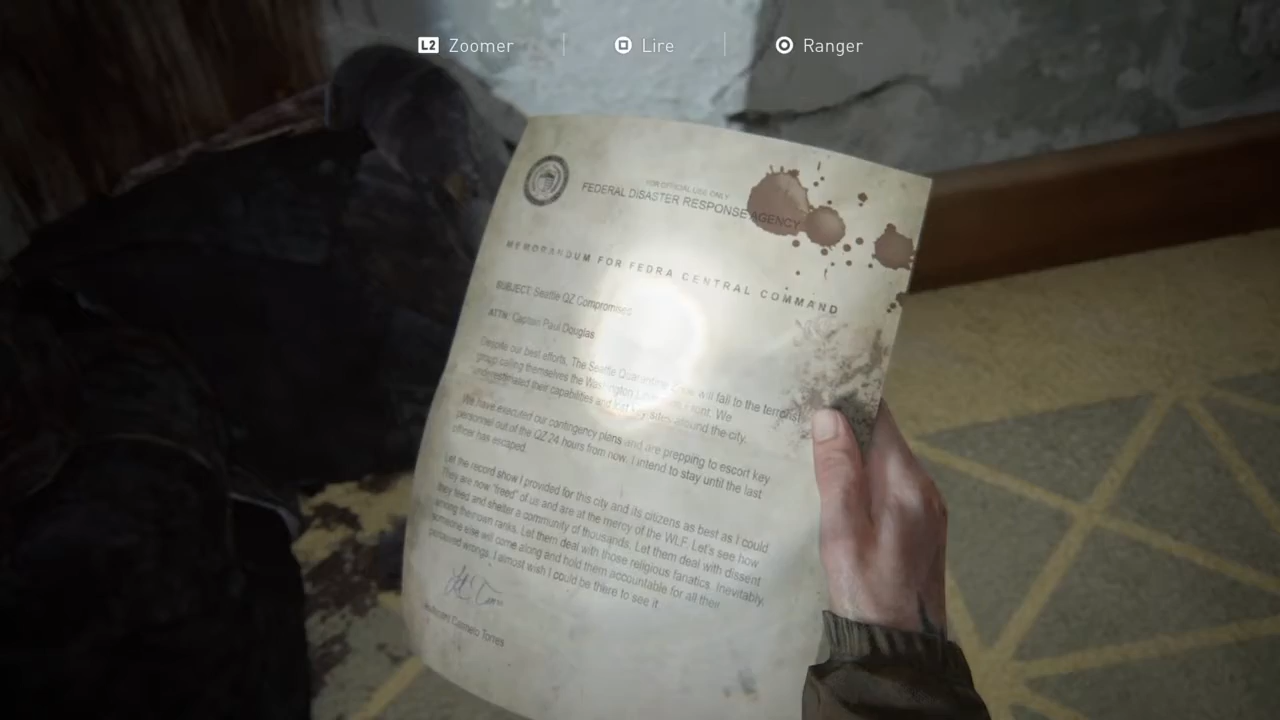 L2 Zoomer Lire Ranger
FOR OFFICIAL USE ONLY
FEDERAL DISASTER RESPONSE AGENCY
MEMORANDUM FOR FEDRA CENTRAL COMMAND
SUBJECT: Seattle QZ Compromised
ATTN: Captain Paul Douglas
Despite our best efforts, The Seattle Quarantine Zone will fall to the terrorist
group calling themselves the Washington Liberation Front. We
underestimated their capabilities and lost key sites around the city.
We have executed our contingency plans and are prepping to escort key
personnel out of the QZ 24 hours from now. I intend to stay until the last
officer has escaped.
Let the record show I provided for this city and its citizens as best as I could
They are now "freed" of us and are at the mercy of the WLF. Let's see how
they feed and shelter a community of thousands. Let them deal with dissent
among their own ranks. Let them deal with those religious fanatics. Inevitably,
someone else will come along and hold them accountable for all their
perceived wrongs. I almost wish I could be there to see it.
Carmelo Torres